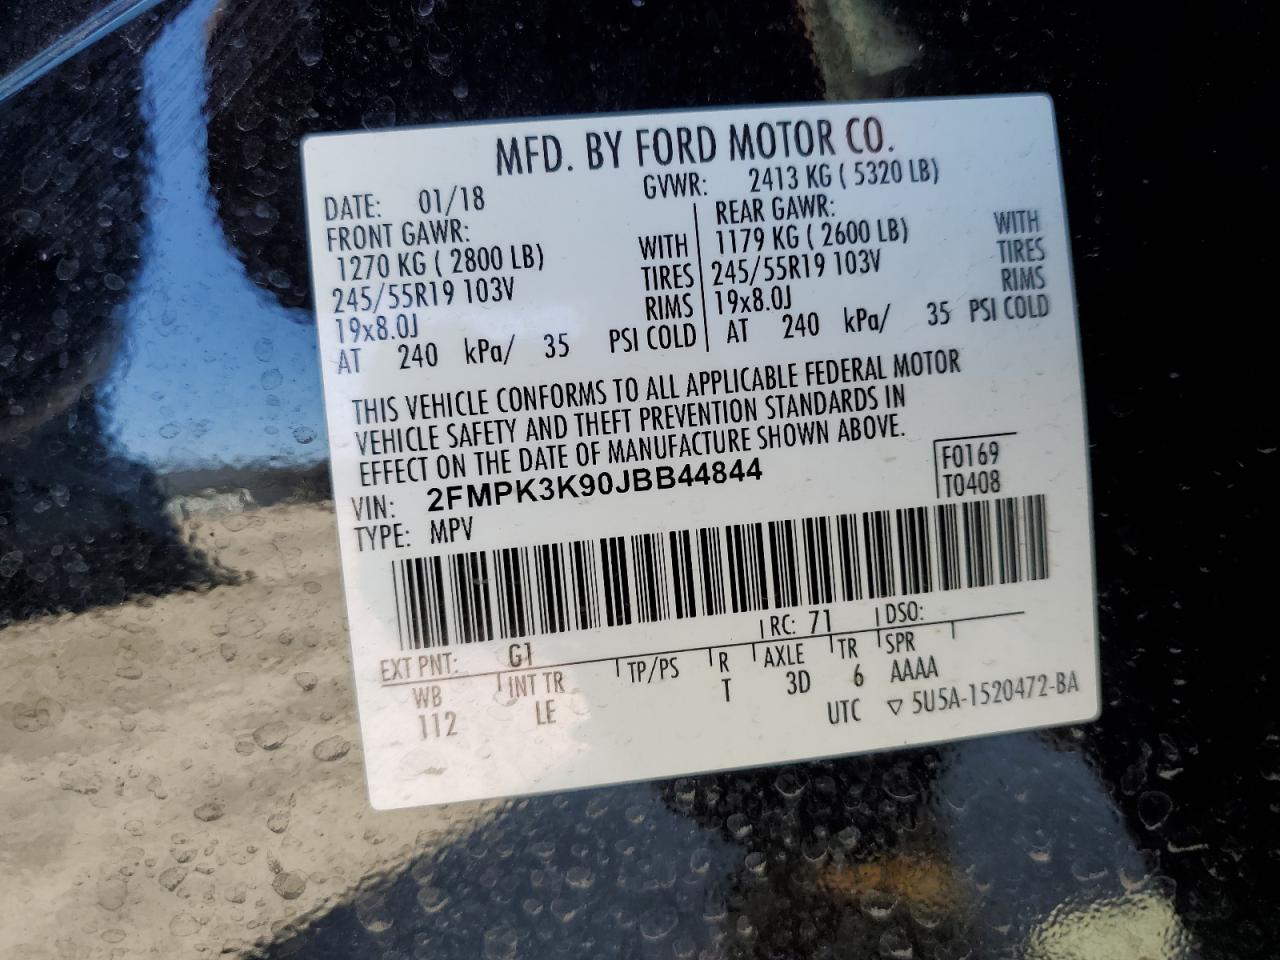 MFD. BY FORD MOTOR CO.
DATE: 01/18 GVWR: 2413 KG ( 5320 LB)
FRONT GAWR: REAR GAWR:
1270 KG ( 2800 LB) WITH 1179 KG ( 2600 LB) WITH
245/55R19 103V TIRES 245/55R19 103V TIRES
19x8.0J RIMS 19x8.0J RIMS
AT 240 kPa/ 35 PSI COLD AT 240 kPa/ 35 PSI COLD
THIS VEHICLE CONFORMS TO ALL APPLICABLE FEDERAL MOTOR
VEHICLE SAFETY AND THEFT PREVENTION STANDARDS IN
EFFECT ON THE DATE OF MANUFACTURE SHOWN ABOVE.
VIN: 2FMPK3K90JBB44844 F0169
TYPE: MPV T0408
EXT PNT: G1 RC: 71 DSO:
WB INT TR TP/PS R AXLE TR SPR
112 LE T 3D 6 AAAA
UTC ▽ 5U5A-1520472-BA